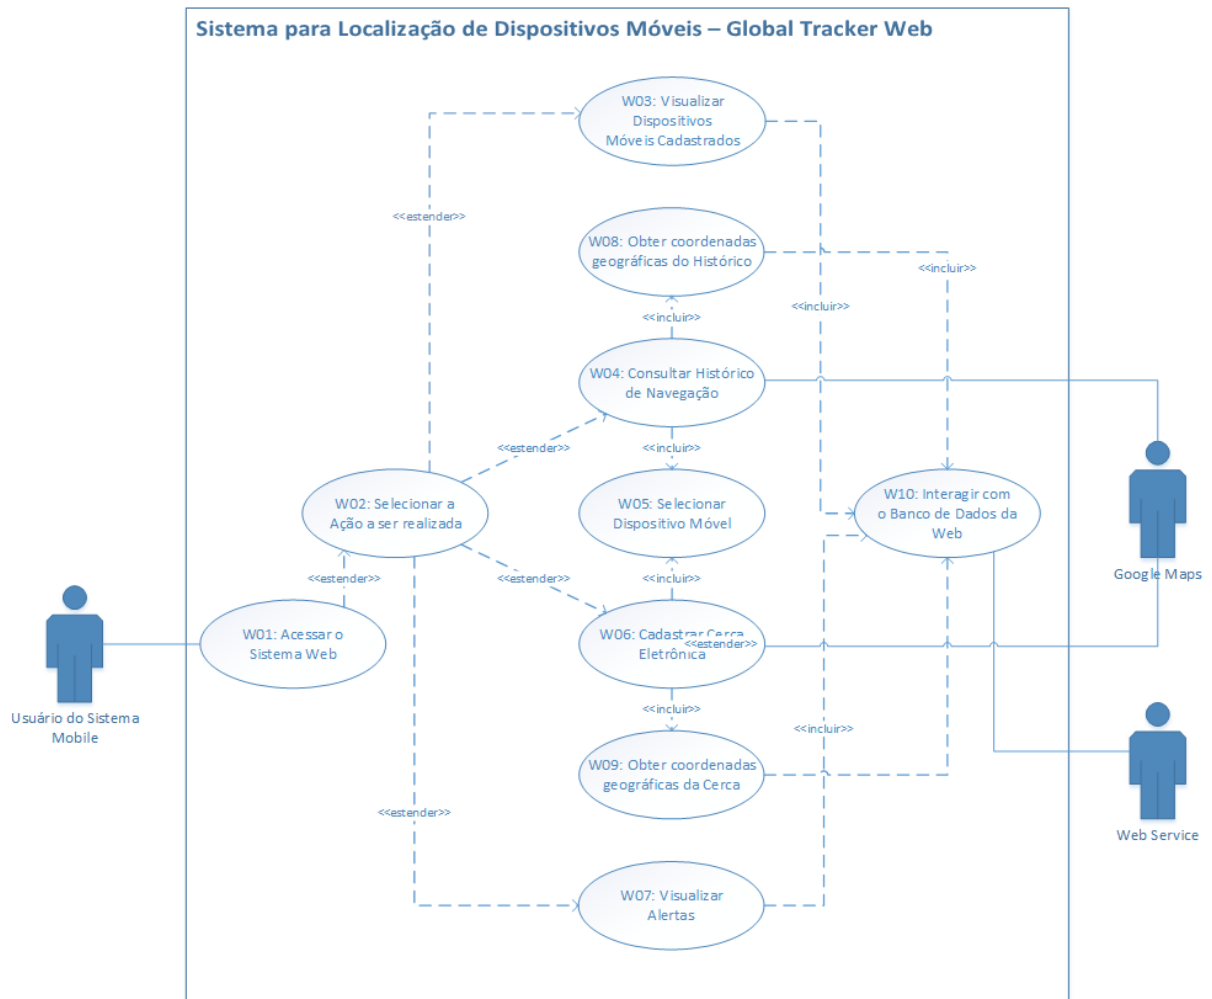 Sistema para Localização de Dispositivos Móveis – Global Tracker Web
W03: Visualizar
Dispositivos
Móveis Cadastrados
<<estender>>
W08: Obter coordenadas
geográficas do Histórico
<<incluir>>
<<incluir>>
<<incluir>>
W04: Consultar Histórico
de Navegação
<<estender>>
<<incluir>>
W02: Selecionar a
Ação a ser realizada
W05: Selecionar
Dispositivo Móvel
W10: Interagir com
o Banco de Dados da
Web
Google Maps
<<estender>>
<<estender>>
<<incluir>>
W01: Acessar o
Sistema Web
W06: Cadastrar Cerca
Eletrônica
<<estender>>
Usuário do Sistema
Mobile
<<incluir>>
<<incluir>>
W09: Obter coordenadas
geográficas da Cerca
<<estender>>
Web Service
W07: Visualizar
Alertas